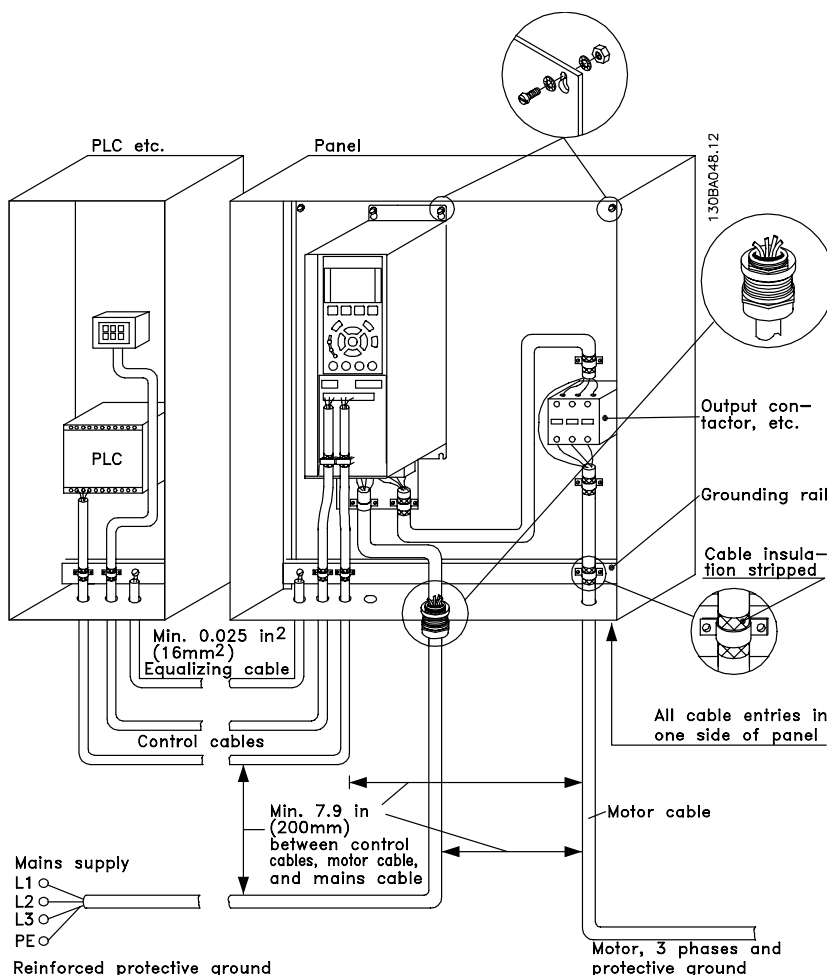 PLC etc.
Panel
130BA048.12
PLC
Output con-
tactor, etc.
Grounding rail
Cable insula-
tion stripped
Min. 0.025 in2
(16mm2)
Equalizing cable
Control cables
All cable entries in
one side of panel
Min. 7.9 in
(200mm)
between control
cables, motor cable,
and mains cable
Motor cable
Mains supply
L1
L2
L3
PE
Reinforced protective ground
Motor, 3 phases and
protective ground